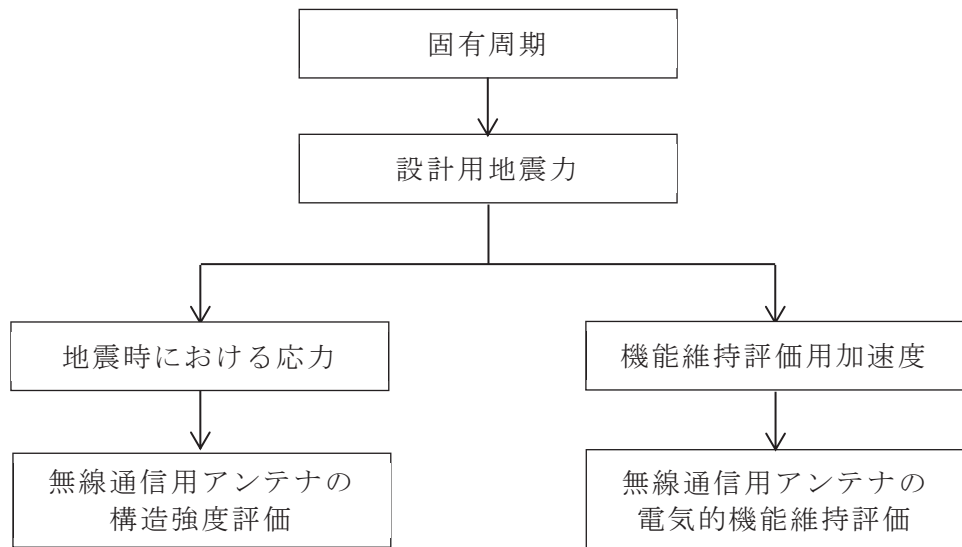 固有周期
設計用地震力
地震時における応力
機能維持評価用加速度
無線通信用アンテナの
構造強度評価
無線通信用アンテナの
電気的機能維持評価